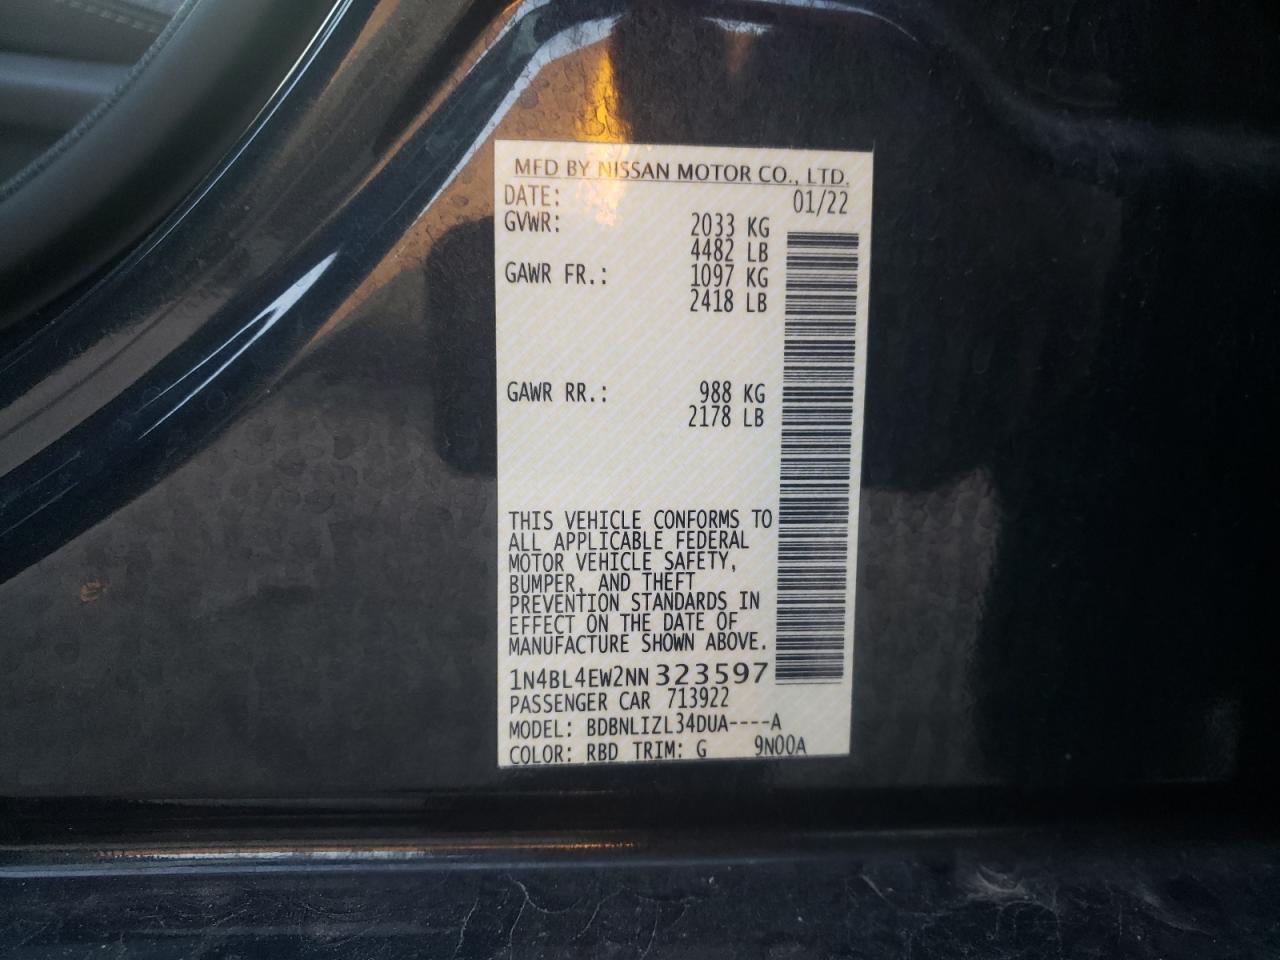 MFD BY NISSAN MOTOR CO., LTD.
DATE: 01/22
GVWR: 2033 KG
4482 LB
GAWR FR.: 1097 KG
2418 LB
GAWR RR.: 988 KG
2178 LB
THIS VEHICLE CONFORMS TO
ALL APPLICABLE FEDERAL
MOTOR VEHICLE SAFETY,
BUMPER, AND THEFT
PREVENTION STANDARDS IN
EFFECT ON THE DATE OF
MANUFACTURE SHOWN ABOVE.
1N4BL4EW2NN323597
PASSENGER CAR 713922
MODEL: BDBNLIZL34DUA----A
COLOR: RBD TRIM: G 9N00A